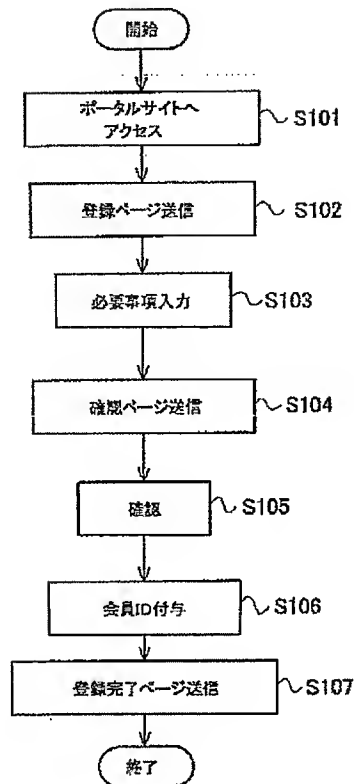 開始
ポータルサイトへ
アクセス
S101
登録ページ送信
S102
必要事項入力
S103
確認ページ送信
S104
確認
S105
会員ID付与
S106
登録完了ページ送信
S107
終了